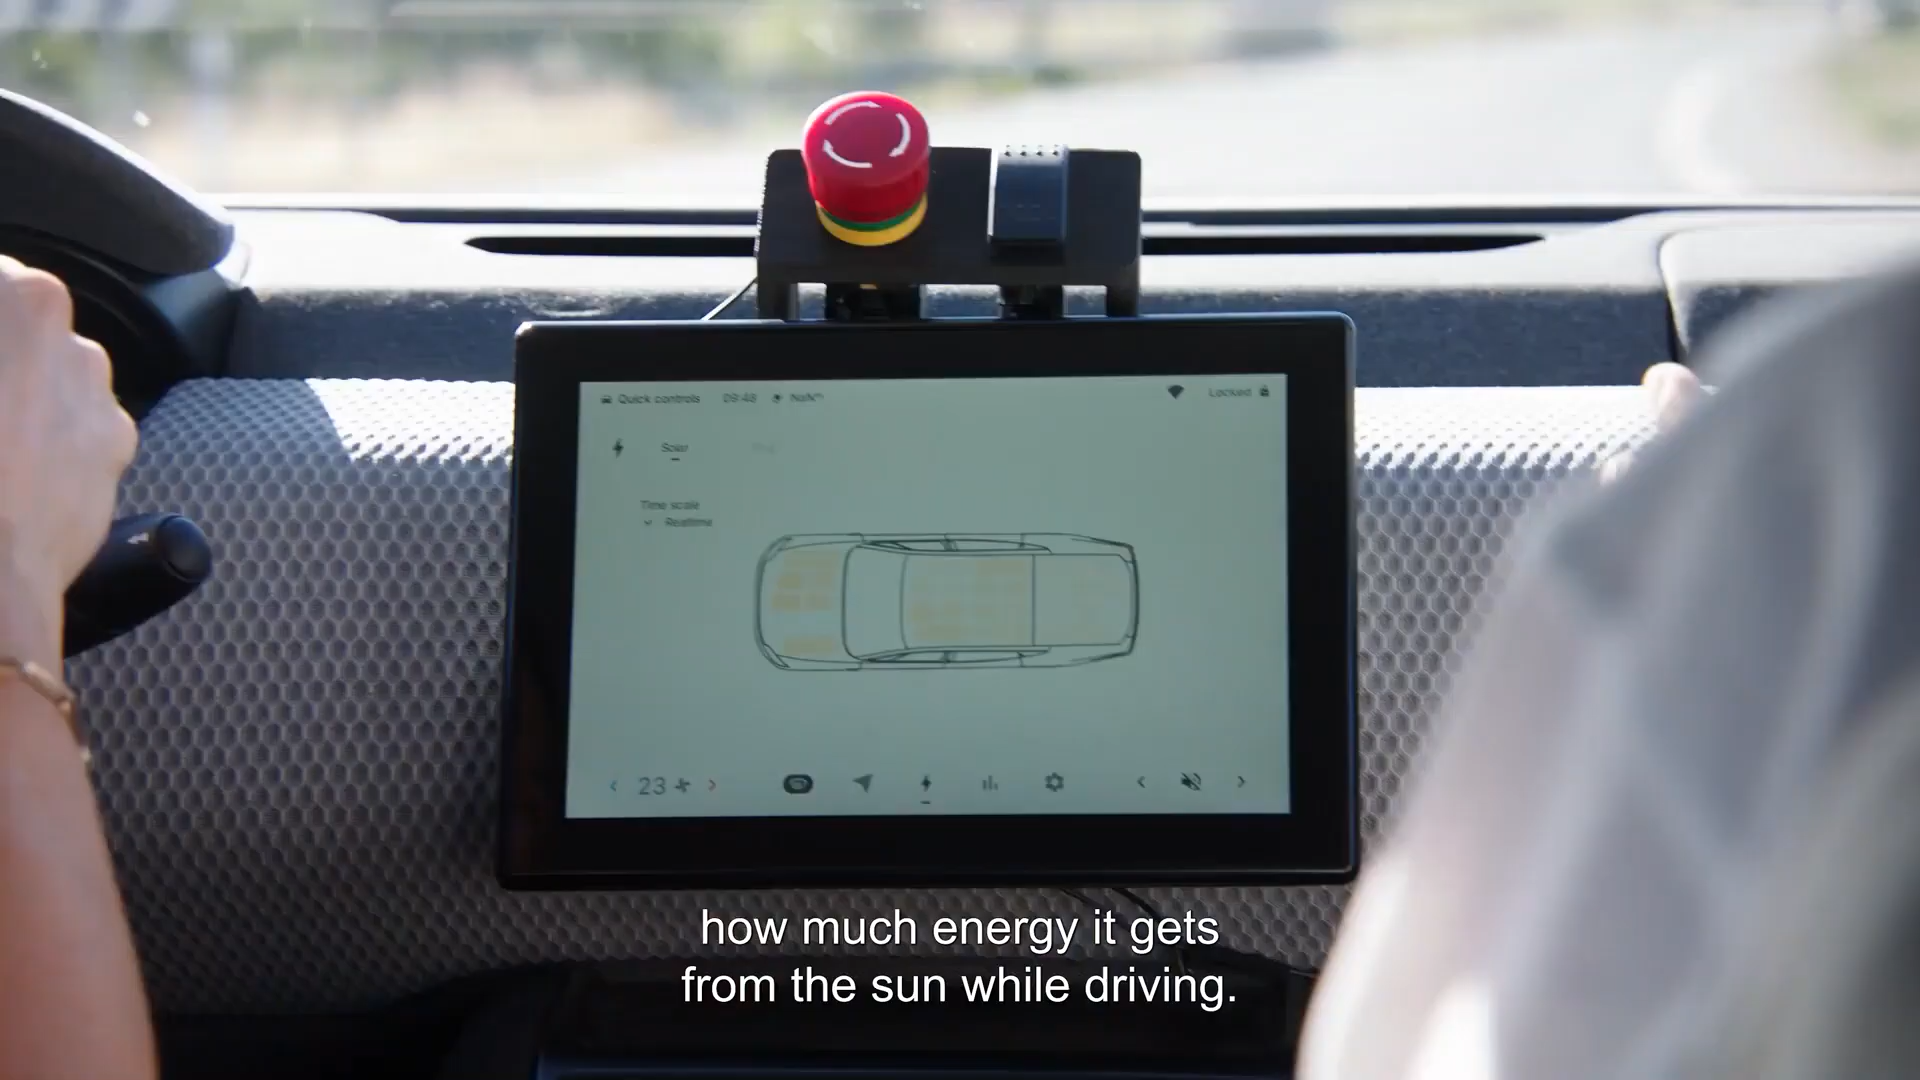 Quick controls 09:48 NaN°
Locked
Solar
Time scale
Realtime
23
how much energy it gets
from the sun while driving.